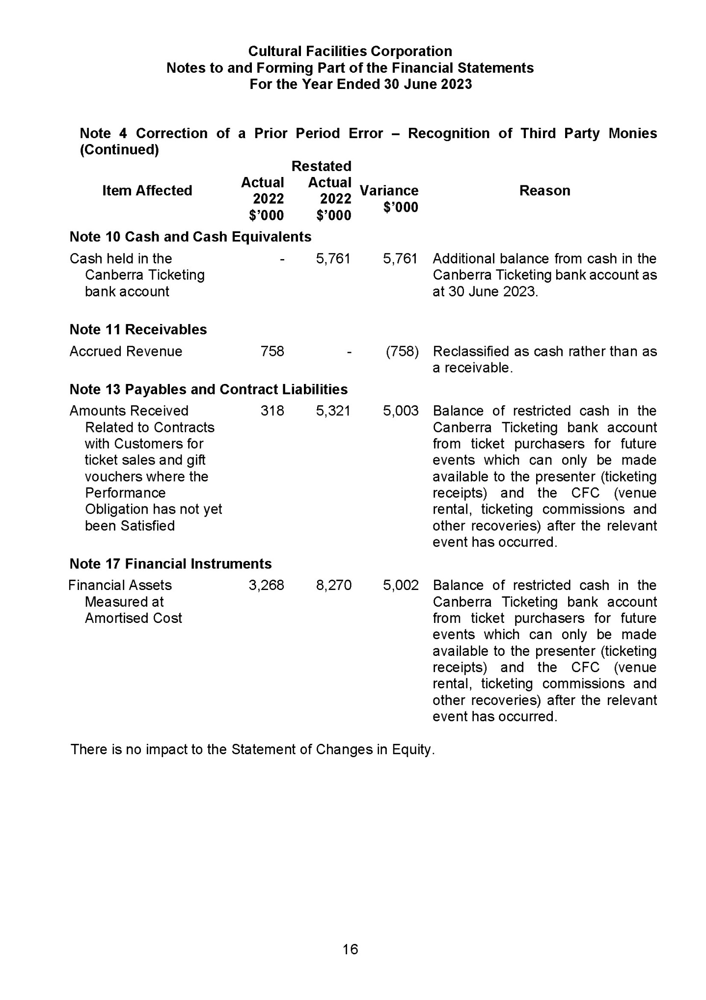 Cultural Facilities Corporation
Notes to and Forming Part of the Financial Statements
For the Year Ended 30 June 2023
Note 4 Correction of a Prior Period Error – Recognition of Third Party Monies
(Continued)
Item Affected
Actual
2022
$’000
Restated
Actual
2022
$’000
Variance
$’000
Reason
Note 10 Cash and Cash Equivalents
Cash held in the - 5,761 5,761 Additional balance from cash in the
Canberra Ticketing Canberra Ticketing bank account as
bank account at 30 June 2023.
Note 11 Receivables
Accrued Revenue 758 - (758) Reclassified as cash rather than as
a receivable.
Note 13 Payables and Contract Liabilities
Amounts Received 318 5,321 5,003 Balance of restricted cash in the
Related to Contracts Canberra Ticketing bank account
with Customers for from ticket purchasers for future
ticket sales and gift events which can only be made
vouchers where the available to the presenter (ticketing
Performance receipts) and the CFC (venue
Obligation has not yet rental, ticketing commissions and
been Satisfied other recoveries) after the relevant
event has occurred.
Note 17 Financial Instruments
Financial Assets 3,268 8,270 5,002 Balance of restricted cash in the
Measured at Canberra Ticketing bank account
Amortised Cost from ticket purchasers for future
events which can only be made
available to the presenter (ticketing
receipts) and the CFC (venue
rental, ticketing commissions and
other recoveries) after the relevant
event has occurred.
There is no impact to the Statement of Changes in Equity.
16